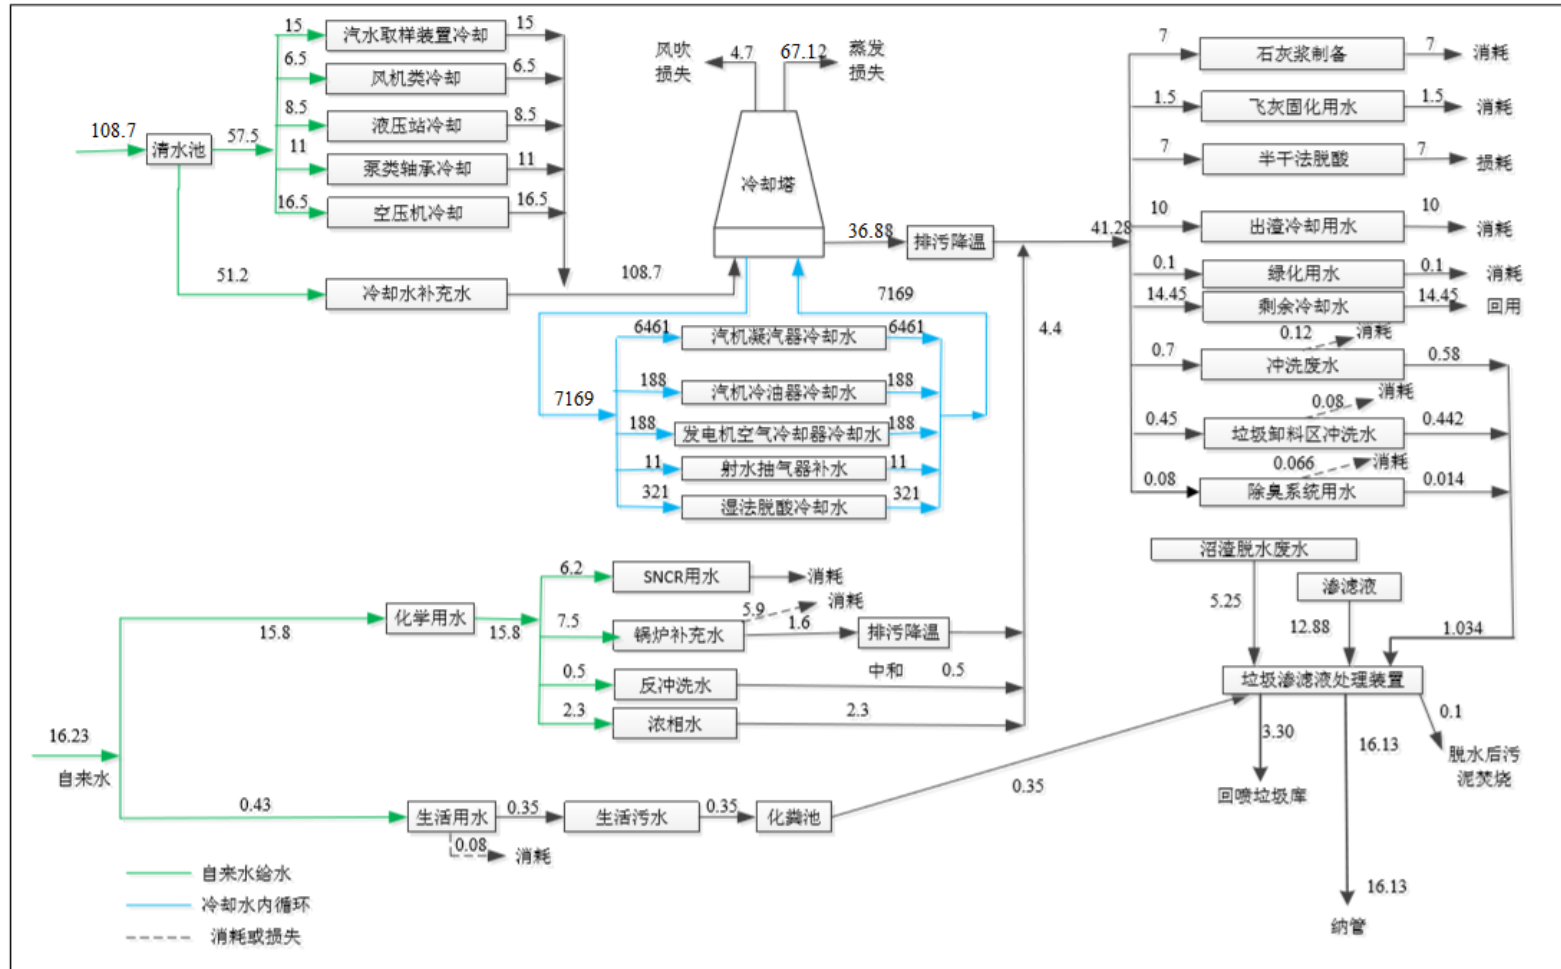 108.7
清水池
57.5
15
汽水取样装置冷却
15
6.5
风机类冷却
6.5
8.5
液压站冷却
8.5
11
泵类轴承冷却
11
16.5
空压机冷却
16.5
51.2
冷却水补充水
108.7
风吹
损失
4.7
67.12
蒸发
损失
冷却塔
36.88
排污降温
41.28
7169
7169
6461
汽机凝汽器冷却水
6461
188
汽机冷油器冷却水
188
188
发电机空气冷却器冷却水
188
11
射水抽气器补水
11
321
湿法脱酸冷却水
321
4.4
7
石灰浆制备
7
消耗
1.5
飞灰固化用水
1.5
消耗
7
半干法脱酸
7
损耗
10
出渣冷却用水
10
消耗
0.1
绿化用水
0.1
消耗
14.45
剩余冷却水
14.45
回用
0.12
消耗
0.7
冲洗废水
0.58
0.08
消耗
0.45
垃圾卸料区冲洗水
0.442
0.066
消耗
0.08
除臭系统用水
0.014
沼渣脱水废水
渗滤液
5.25
12.88
1.034
垃圾渗滤液处理装置
3.30
回喷垃圾库
16.13
16.13
纳管
0.1
脱水后污
泥焚烧
16.23
自来水
15.8
化学用水
15.8
6.2
SNCR用水
消耗
7.5
锅炉补充水
5.9
消耗
1.6
排污降温
0.5
反冲洗水
中和
0.5
2.3
浓相水
2.3
0.43
生活用水
0.08
消耗
0.35
生活污水
0.35
化粪池
0.35
自来水给水
冷却水内循环
消耗或损失